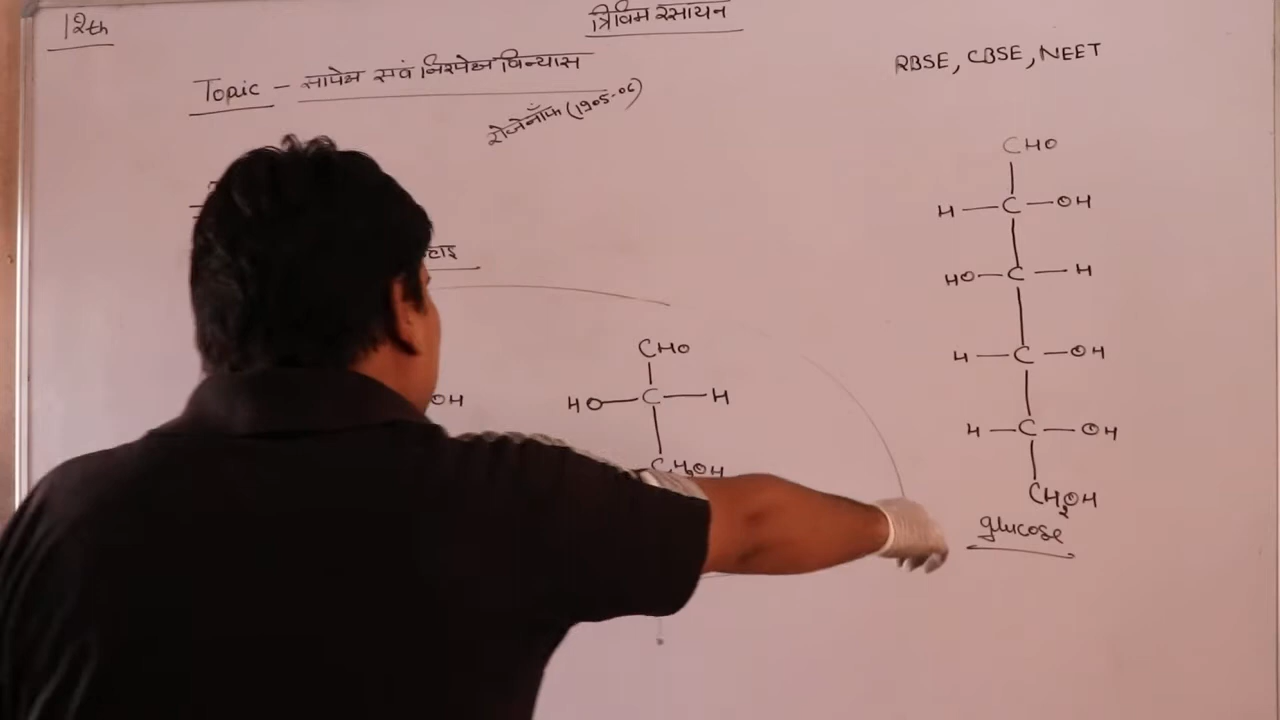 12th
त्रिविम रसायन
Topic - सापेक्ष एवं निरपेक्ष विन्यास
रोजेनॉफ (1905-06)
RBSE, CBSE, NEET
CHO
H — C — OH
HO — C — H
H — C — OH
H — C — OH
CH2OH
glucose
OH
CHO
HO — C — H
CH2OH